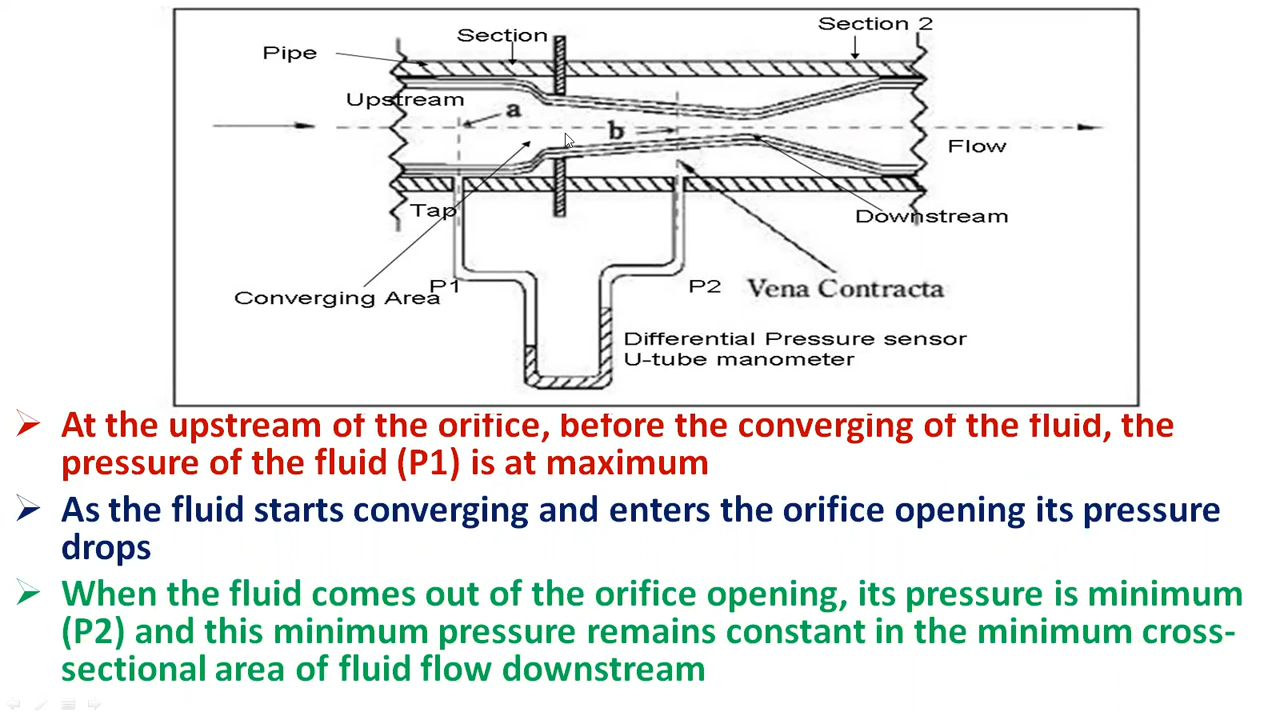 Section 2
Section
Pipe
Upstream
a
b
Flow
Tap
Downstream
P1
P2
Vena Contracta
Converging Area
Differential Pressure sensor
U-tube manometer
At the upstream of the orifice, before the converging of the fluid, the
pressure of the fluid (P1) is at maximum
As the fluid starts converging and enters the orifice opening its pressure
drops
When the fluid comes out of the orifice opening, its pressure is minimum
(P2) and this minimum pressure remains constant in the minimum cross-
sectional area of fluid flow downstream